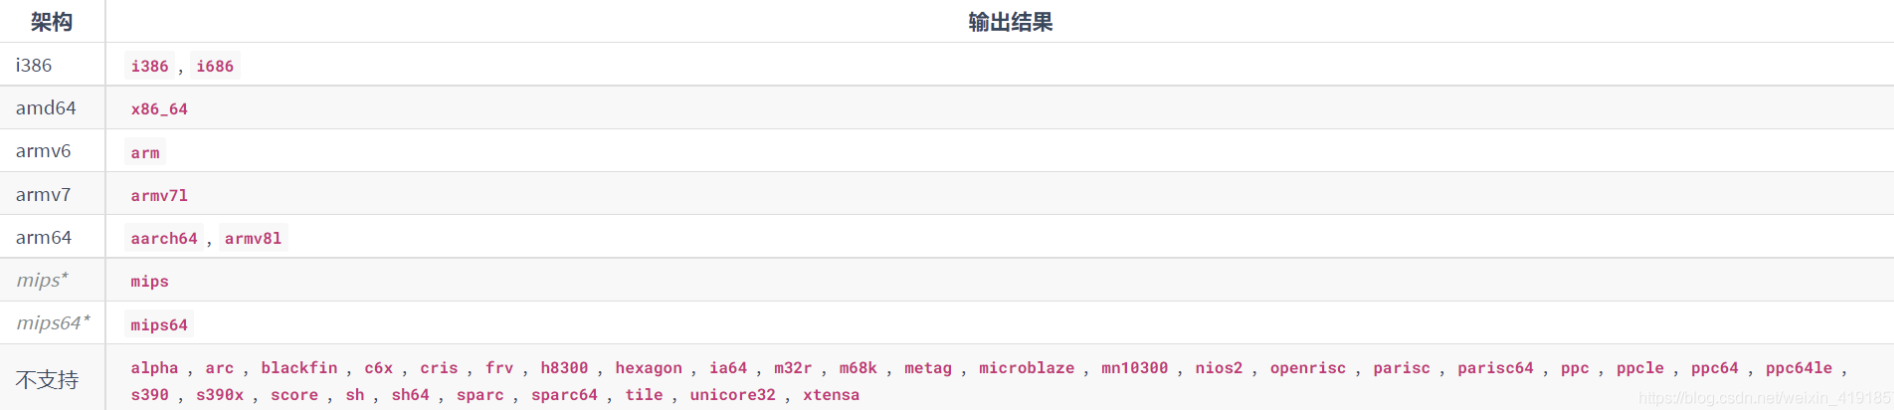 架构 输出结果
i386 i386 , i686
amd64 x86_64
armv6 arm
armv7 armv7l
arm64 aarch64 , armv8l
mips* mips
mips64* mips64
不支持 alpha , arc , blackfin , c6x , cris , frv , h8300 , hexagon , ia64 , m32r , m68k , metag , microblaze , mn10300 , nios2 , openrisc , parisc , parisc64 , ppc , ppcle , ppc64 , ppc64le ,
s390 , s390x , score , sh , sh64 , sparc , sparc64 , tile , unicore32 , xtensa
https://blog.csdn.net/weixin_419185